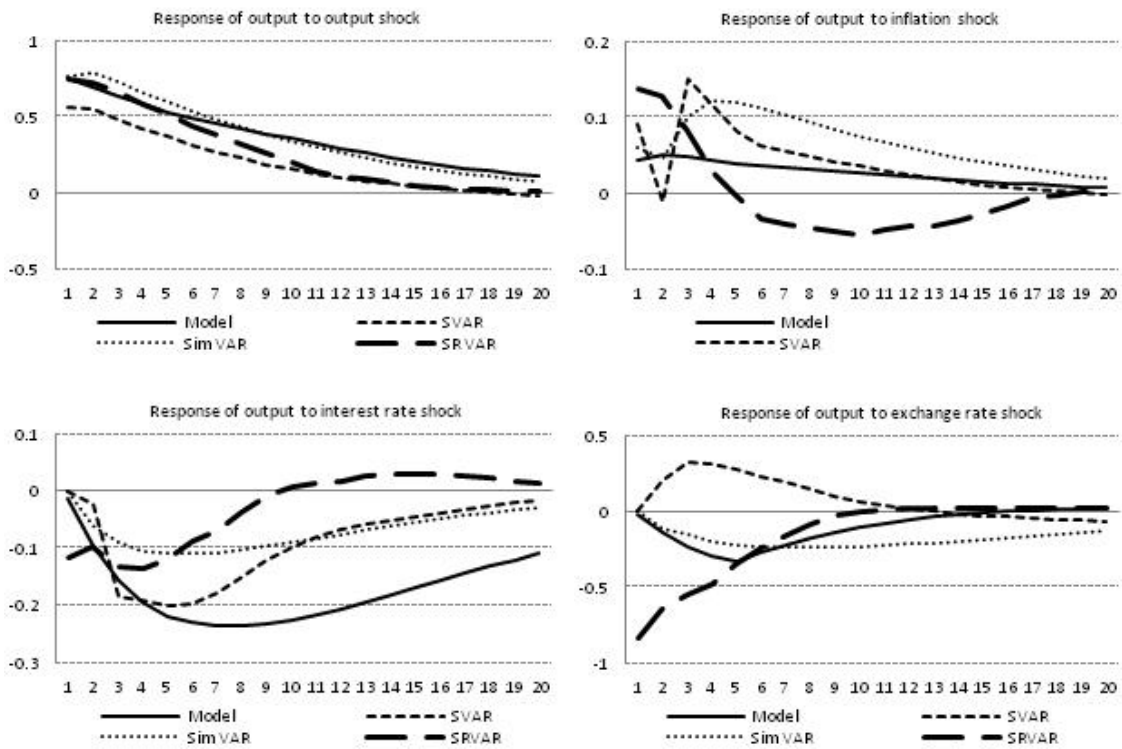 Response of output to output shock
1
0.5
0
-0.5
1 2 3 4 5 6 7 8 9 10 11 12 13 14 15 16 17 18 19 20
Model SVAR
Sim VAR SRVAR
Response of output to inflation shock
0.2
0.1
0
-0.1
1 2 3 4 5 6 7 8 9 10 11 12 13 14 15 16 17 18 19 20
Model
SVAR
Response of output to interest rate shock
0.1
0
-0.1
-0.2
-0.3
1 2 3 4 5 6 7 8 9 10 11 12 13 14 15 16 17 18 19 20
Model SVAR
Sim VAR SRVAR
Response of output to exchange rate shock
0.5
0
-0.5
-1
1 2 3 4 5 6 7 8 9 10 11 12 13 14 15 16 17 18 19 20
Model SVAR
Sim VAR SRVAR